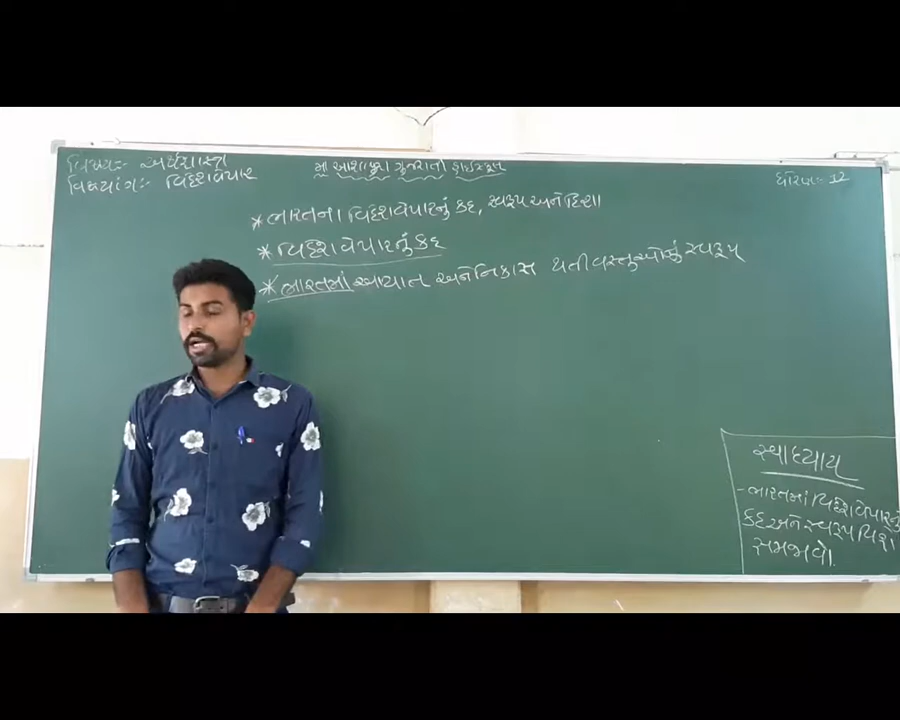 વિષય:- અર્થશાસ્ત્ર
મા આશાપુરા ગુજરાતી હાઈસ્કૂલ
ધોરણ:- 12
વિષયાંગ:- વિદેશવેપાર
* ભારતના વિદેશવેપારનું કદ, સ્વરૂપ અને દિશા
* વિદેશવેપારનું કદ
* ભારતમાં આયાત અને નિકાસ થતી વસ્તુઓનું સ્વરૂપ
સ્વાધ્યાય
- ભારતમાં વિદેશવેપારનું
કદ અને સ્વરૂપ વિશે
સમજાવો.